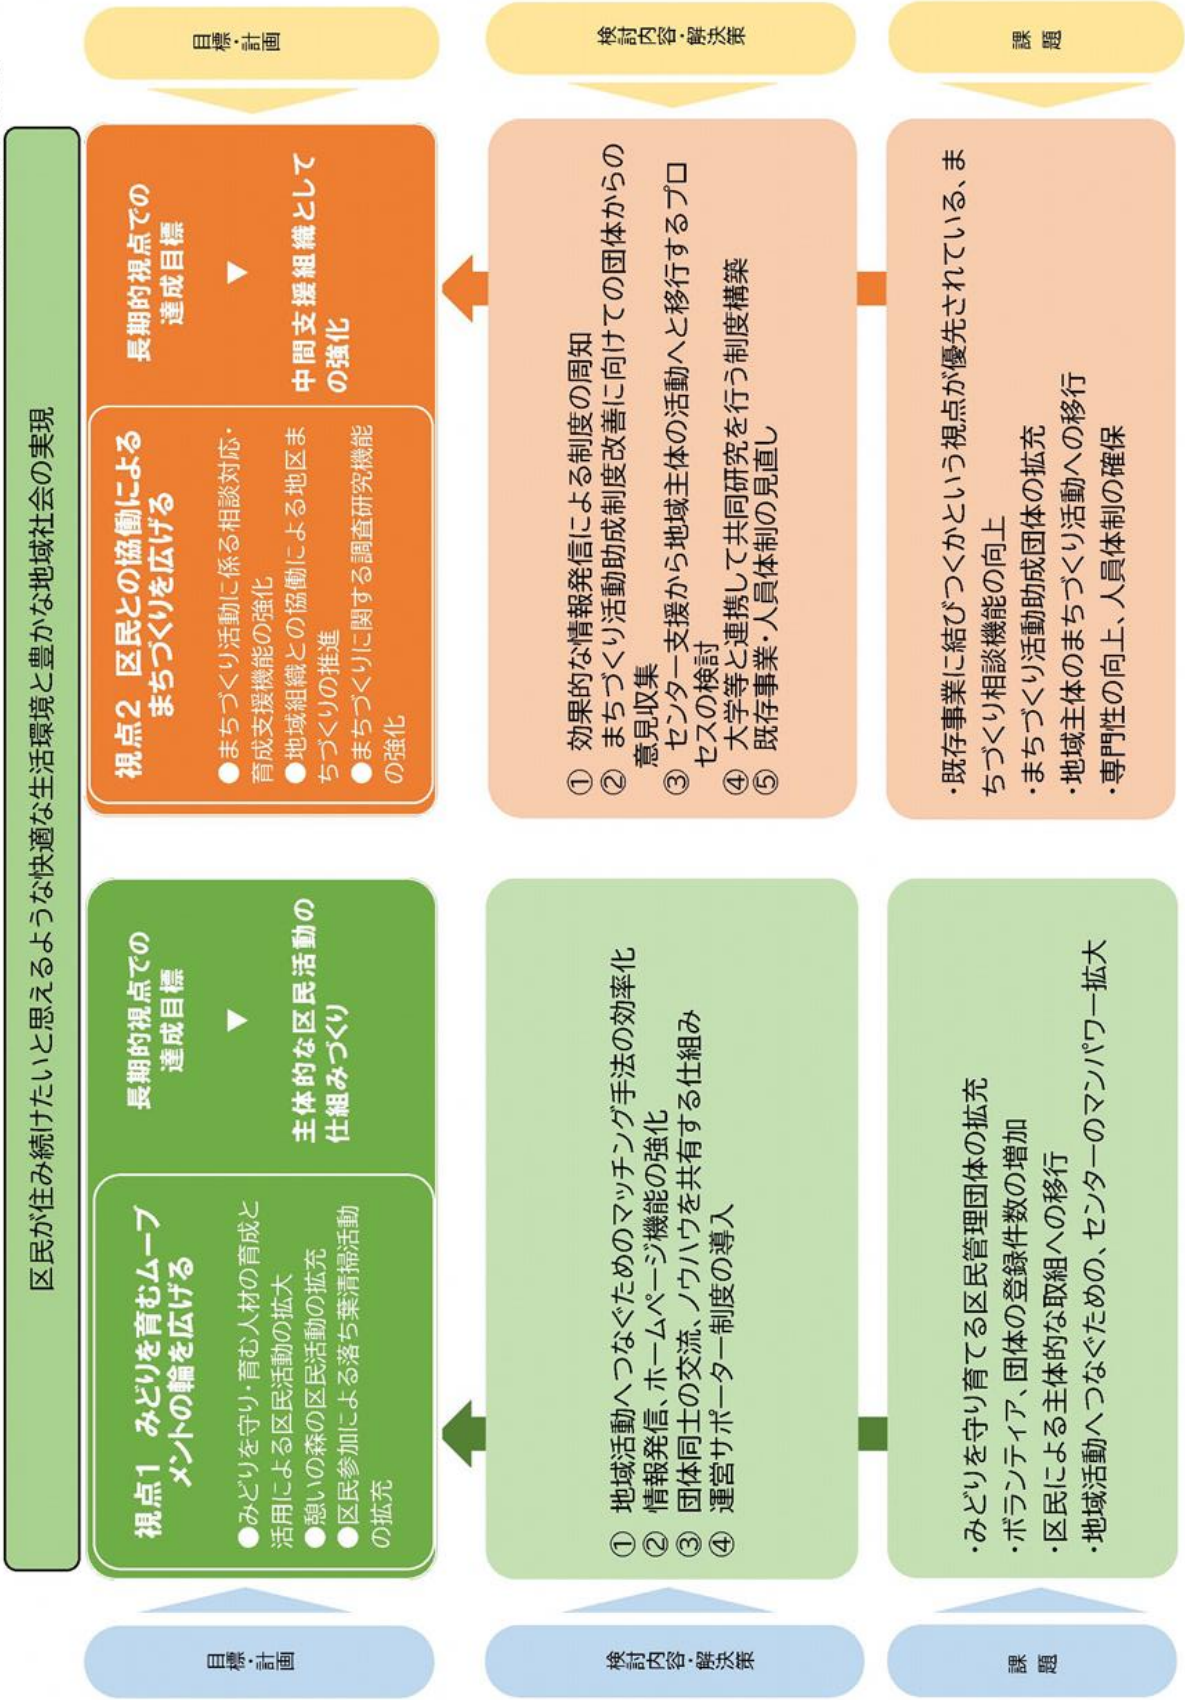 区民が住み続けたいと思えるような快適な生活環境と豊かな地域社会の実現
目標・計画
視点1 みどりを育むムーブ
メントの輪を広げる
●みどりを守り・育む人材の育成と
活用による区民活動の拡大
●憩いの森の区民活動の拡充
●区民参加による落ち葉清掃活動
の拡充
長期的視点での
達成目標
▼
主体的な区民活動の
仕組みづくり
視点2 区民との協働による
まちづくりを広げる
●まちづくり活動に係る相談対応・
育成支援機能の強化
●地域組織との協働による地区ま
ちづくりの推進
●まちづくりに関する調査研究機能
の強化
長期的視点での
達成目標
▼
中間支援組織として
の強化
目標・計画
検討内容・解決策
① 地域活動へつなぐためのマッチング手法の効率化
② 情報発信、ホームページ機能の強化
③ 団体同士の交流、ノウハウを共有する仕組み
④ 運営サポーター制度の導入
① 効果的な情報発信による制度の周知
② まちづくり活動助成制度改善に向けての団体からの
意見収集
③ センター支援から地域主体の活動へと移行するプロ
セスの検討
④ 大学等と連携して共同研究を行う制度構築
⑤ 既存事業・人員体制の見直し
検討内容・解決策
課題
・みどりを守り育てる区民管理団体の拡充
・ボランティア、団体の登録件数の増加
・区民による主体的な取組への移行
・地域活動へつなぐための、センターのマンパワー拡大
・既存事業に結びつくかという視点が優先されている、ま
ちづくり相談機能の向上
・まちづくり活動助成団体の拡充
・地域主体のまちづくり活動への移行
・専門性の向上、人員体制の確保
課題